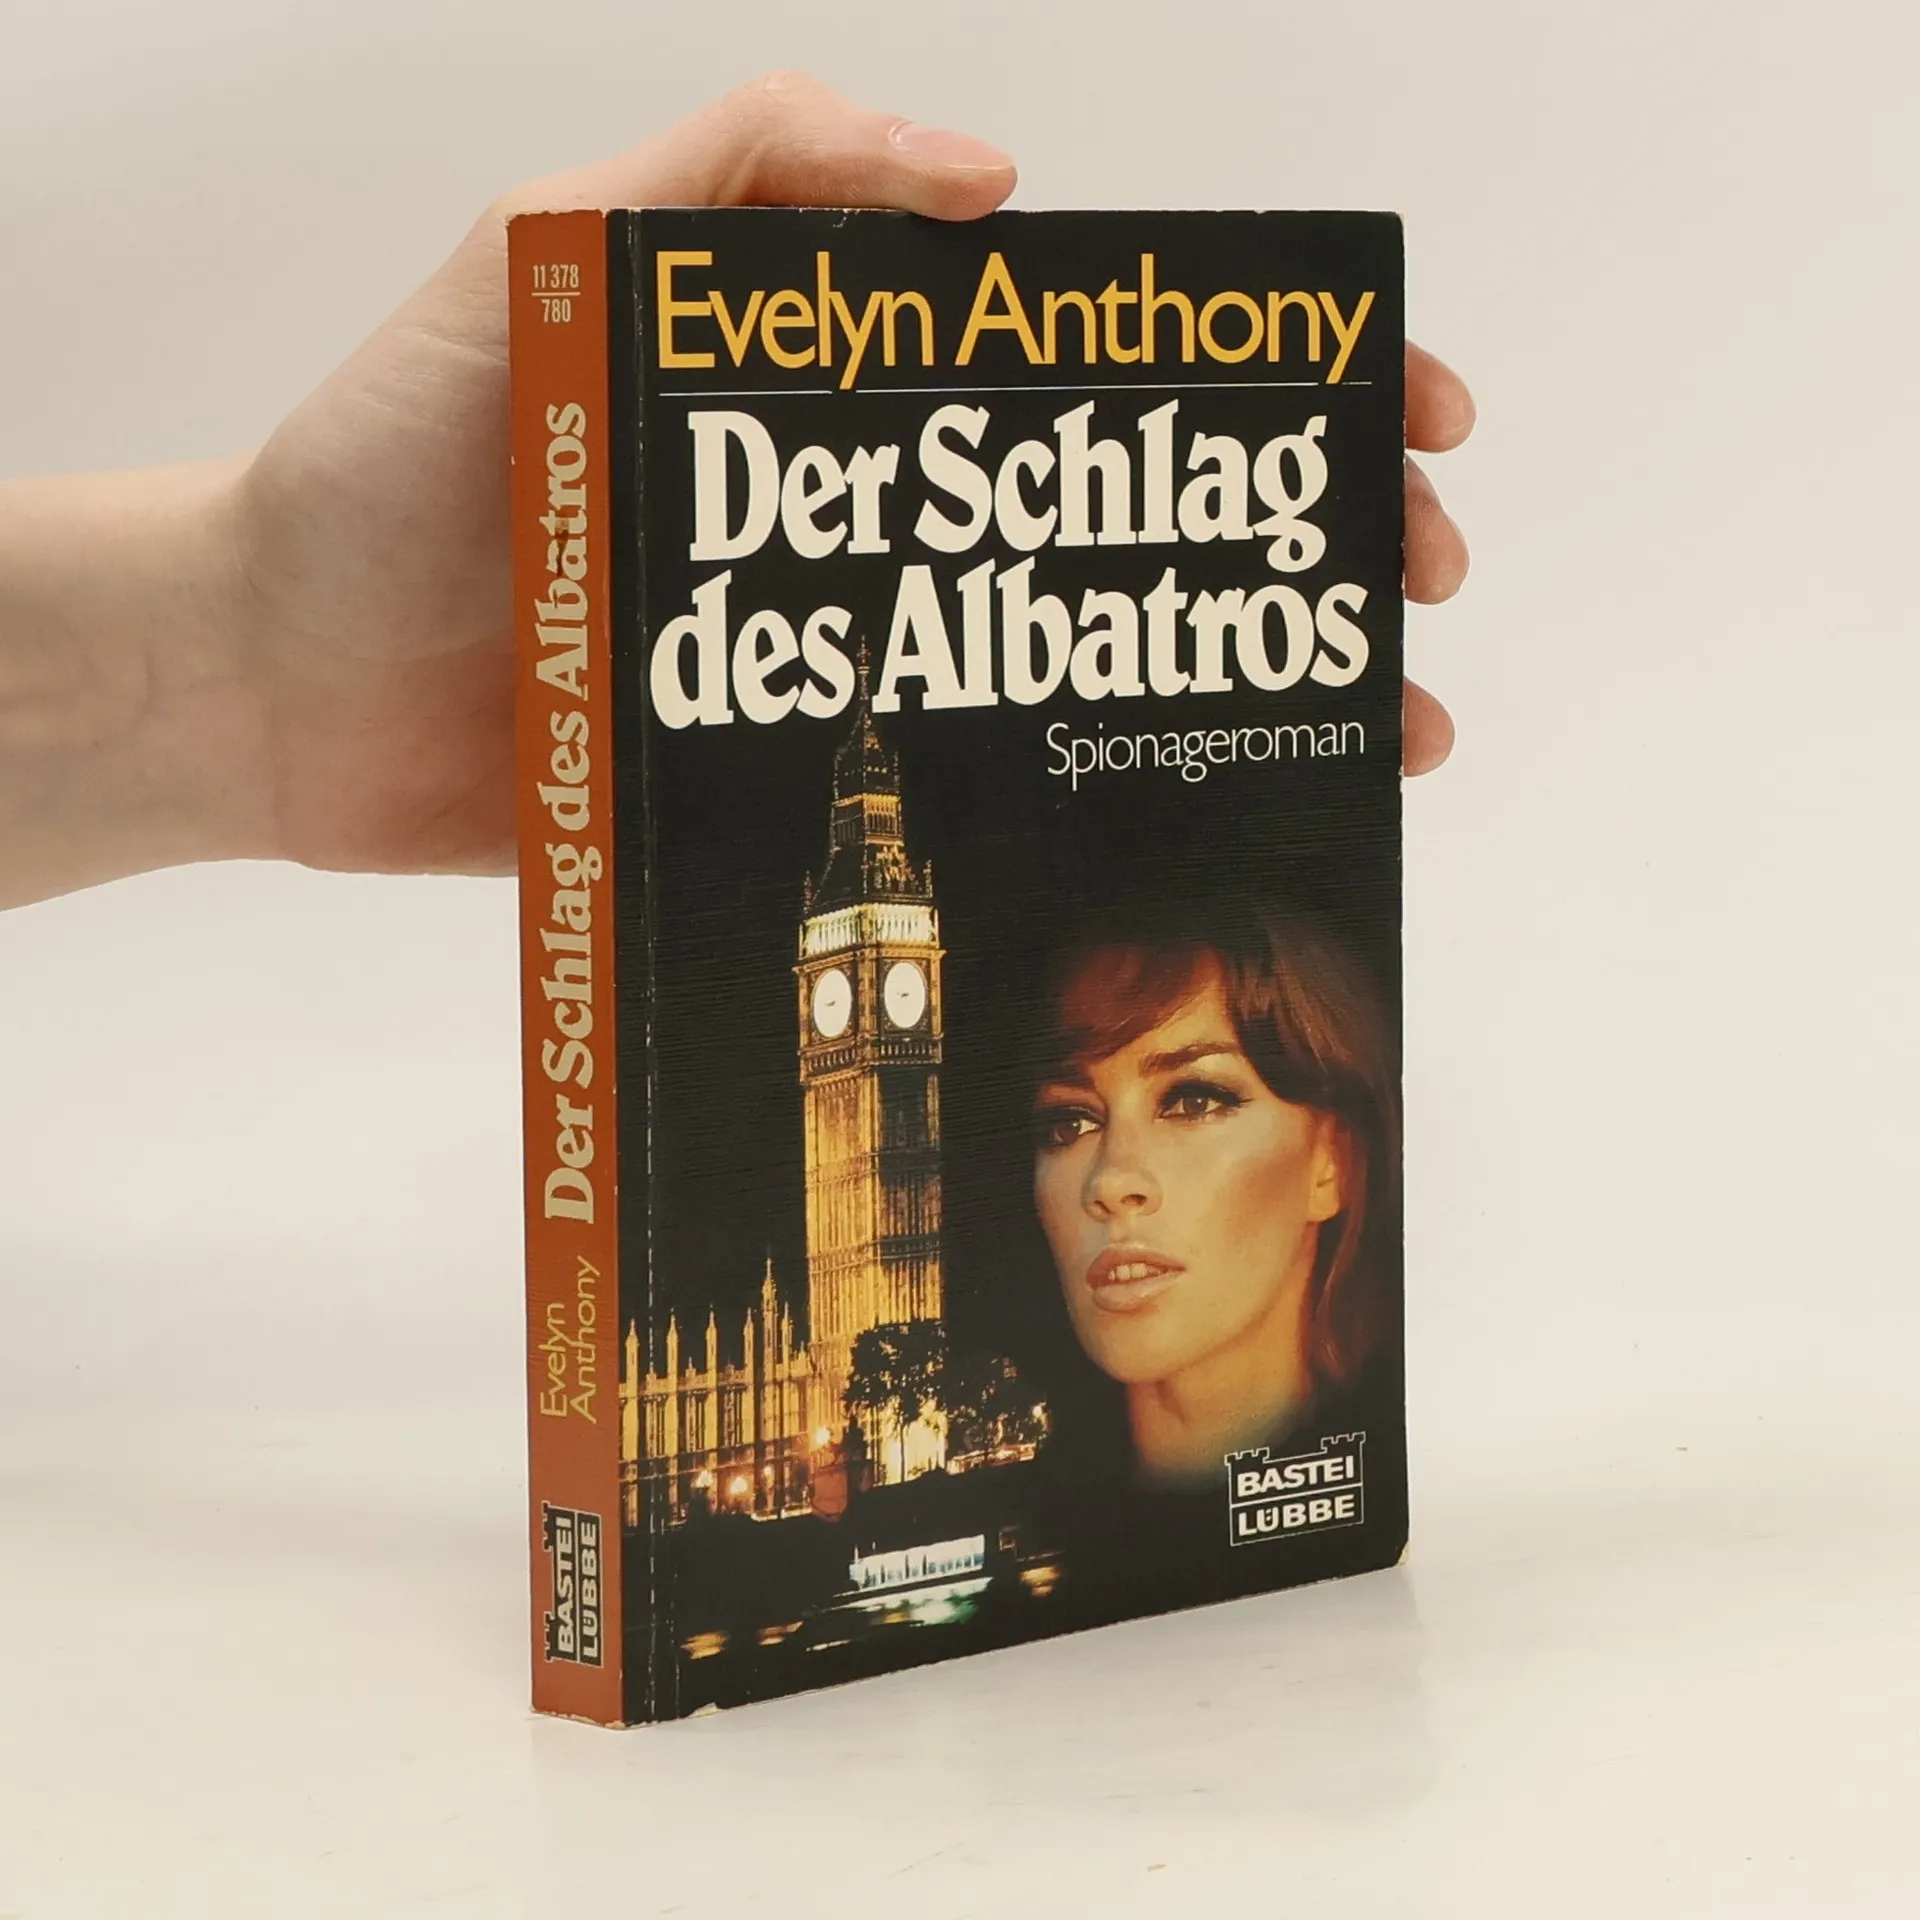 11 378
780
Der Schlag des Albatros
Evelyn
Anthony
BASTEI
LÜBBE
Evelyn Anthony
Der Schlag
des Albatros
Spionageroman
BASTEI
LÜBBE